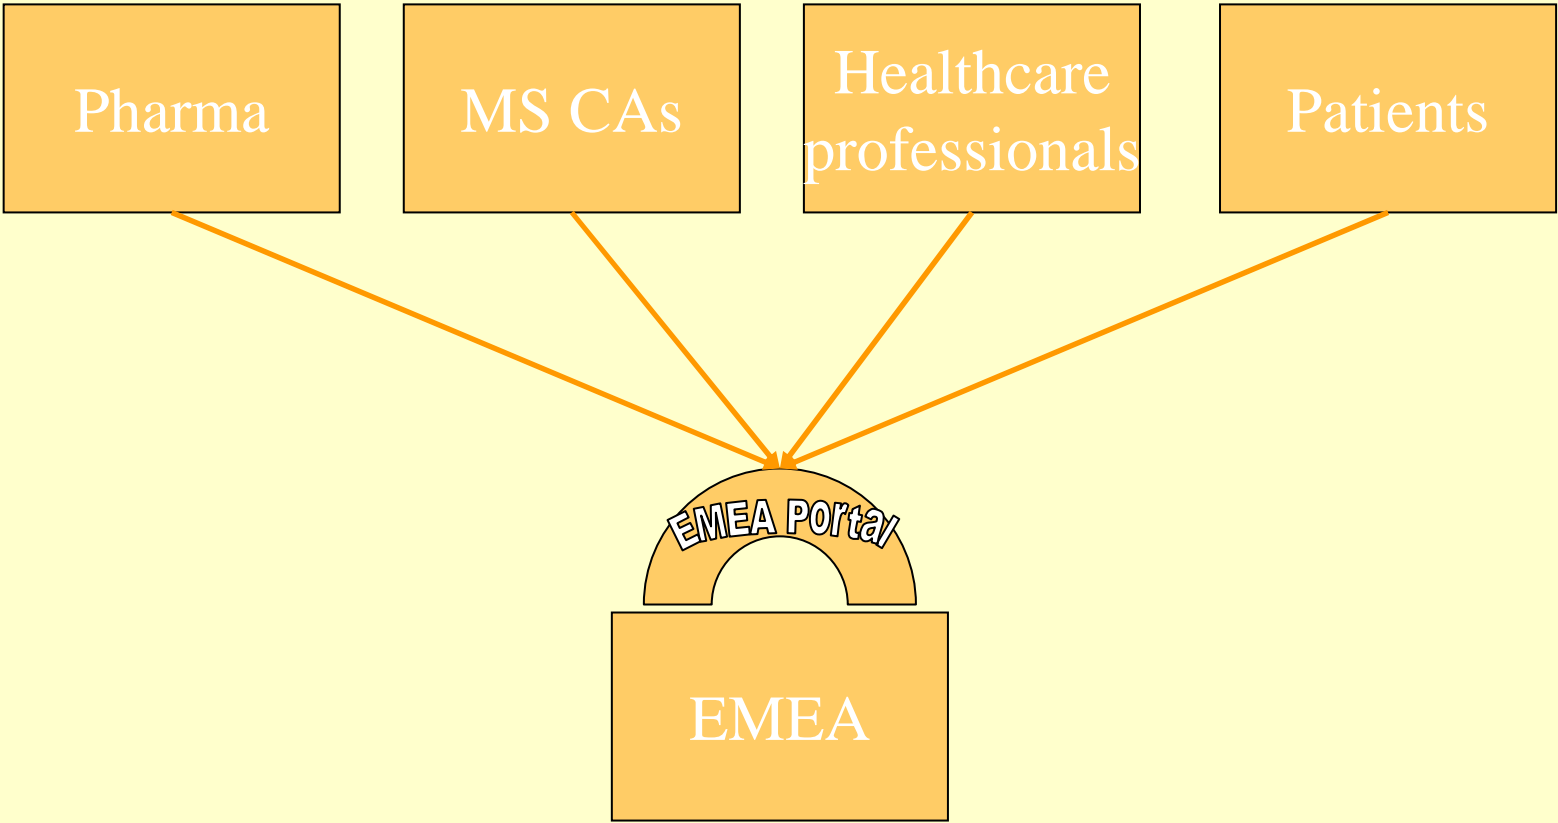 Pharma
MS CAs
Healthcare
professionals
Patients
EMEA Portal
EMEA